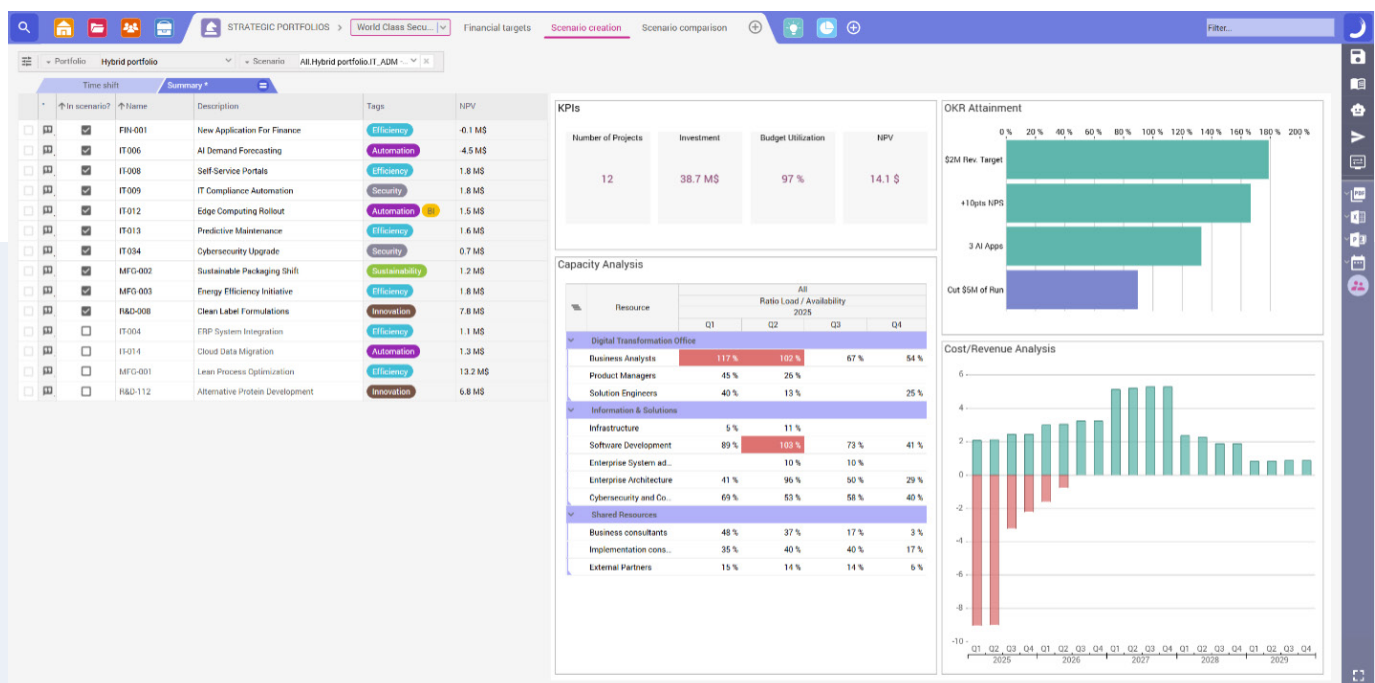 STRATEGIC PORTFOLIOS > World Class Secu... Financial targets Scenario creation Scenario comparison Filter...
Portfolio Hybrid portfolio Scenario All.Hybrid portfolio.IT_ADM -...
Time shift Summary *
* In scenario? Name Description Tags NPV
FIN-001 New Application For Finance Efficiency -0.1 M$
IT-006 AI Demand Forecasting Automation -4.5 M$
IT-008 Self-Service Portals Efficiency 1.8 M$
IT-009 IT Compliance Automation Security 1.8 M$
IT-012 Edge Computing Rollout Automation BI 1.5 M$
IT-013 Predictive Maintenance Efficiency 1.6 M$
IT-034 Cybersecurity Upgrade Security 0.7 M$
MFG-002 Sustainable Packaging Shift Sustainability 1.2 M$
MFG-003 Energy Efficiency Initiative Efficiency 1.8 M$
R&D-008 Clean Label Formulations Innovation 7.8 M$
IT-004 ERP System Integration Efficiency 1.1 M$
IT-014 Cloud Data Migration Automation 1.3 M$
MFG-001 Lean Process Optimization Efficiency 13.2 M$
R&D-112 Alternative Protein Development Innovation 6.8 M$
KPIs
Number of Projects Investment Budget Utilization NPV
12 38.7 M$ 97 % 14.1 $
Capacity Analysis
All
Ratio Load / Availability
Resource
2025
Q1 Q2 Q3 Q4
Digital Transformation Office
Business Analysts 117 % 102 % 67 % 54 %
Product Managers 45 % 26 %
Solution Engineers 40 % 13 % 25 %
Information & Solutions
Infrastructure 5 % 11 %
Software Development 89 % 103 % 73 % 41 %
Enterprise System ad... 10 % 10 %
Enterprise Architecture 41 % 96 % 50 % 29 %
Cybersecurity and Co... 69 % 53 % 58 % 40 %
Shared Resources
Business consultants 48 % 37 % 17 % 3 %
Implementation cons... 35 % 40 % 40 % 17 %
External Partners 15 % 14 % 14 % 6 %
OKR Attainment
0 % 20 % 40 % 60 % 80 % 100 % 120 % 140 % 160 % 180 % 200 %
$2M Rev. Target
+10pts NPS
3 AI Apps
Cut $5M of Run
Cost/Revenue Analysis
6
4
2
0
-2
-4
-6
-8
-10
Q1 Q2 Q3 Q4 Q1 Q2 Q3 Q4 Q1 Q2 Q3 Q4 Q1 Q2 Q3 Q4 Q1 Q2 Q3 Q4
2025 2026 2027 2028 2029
PDF
X
P